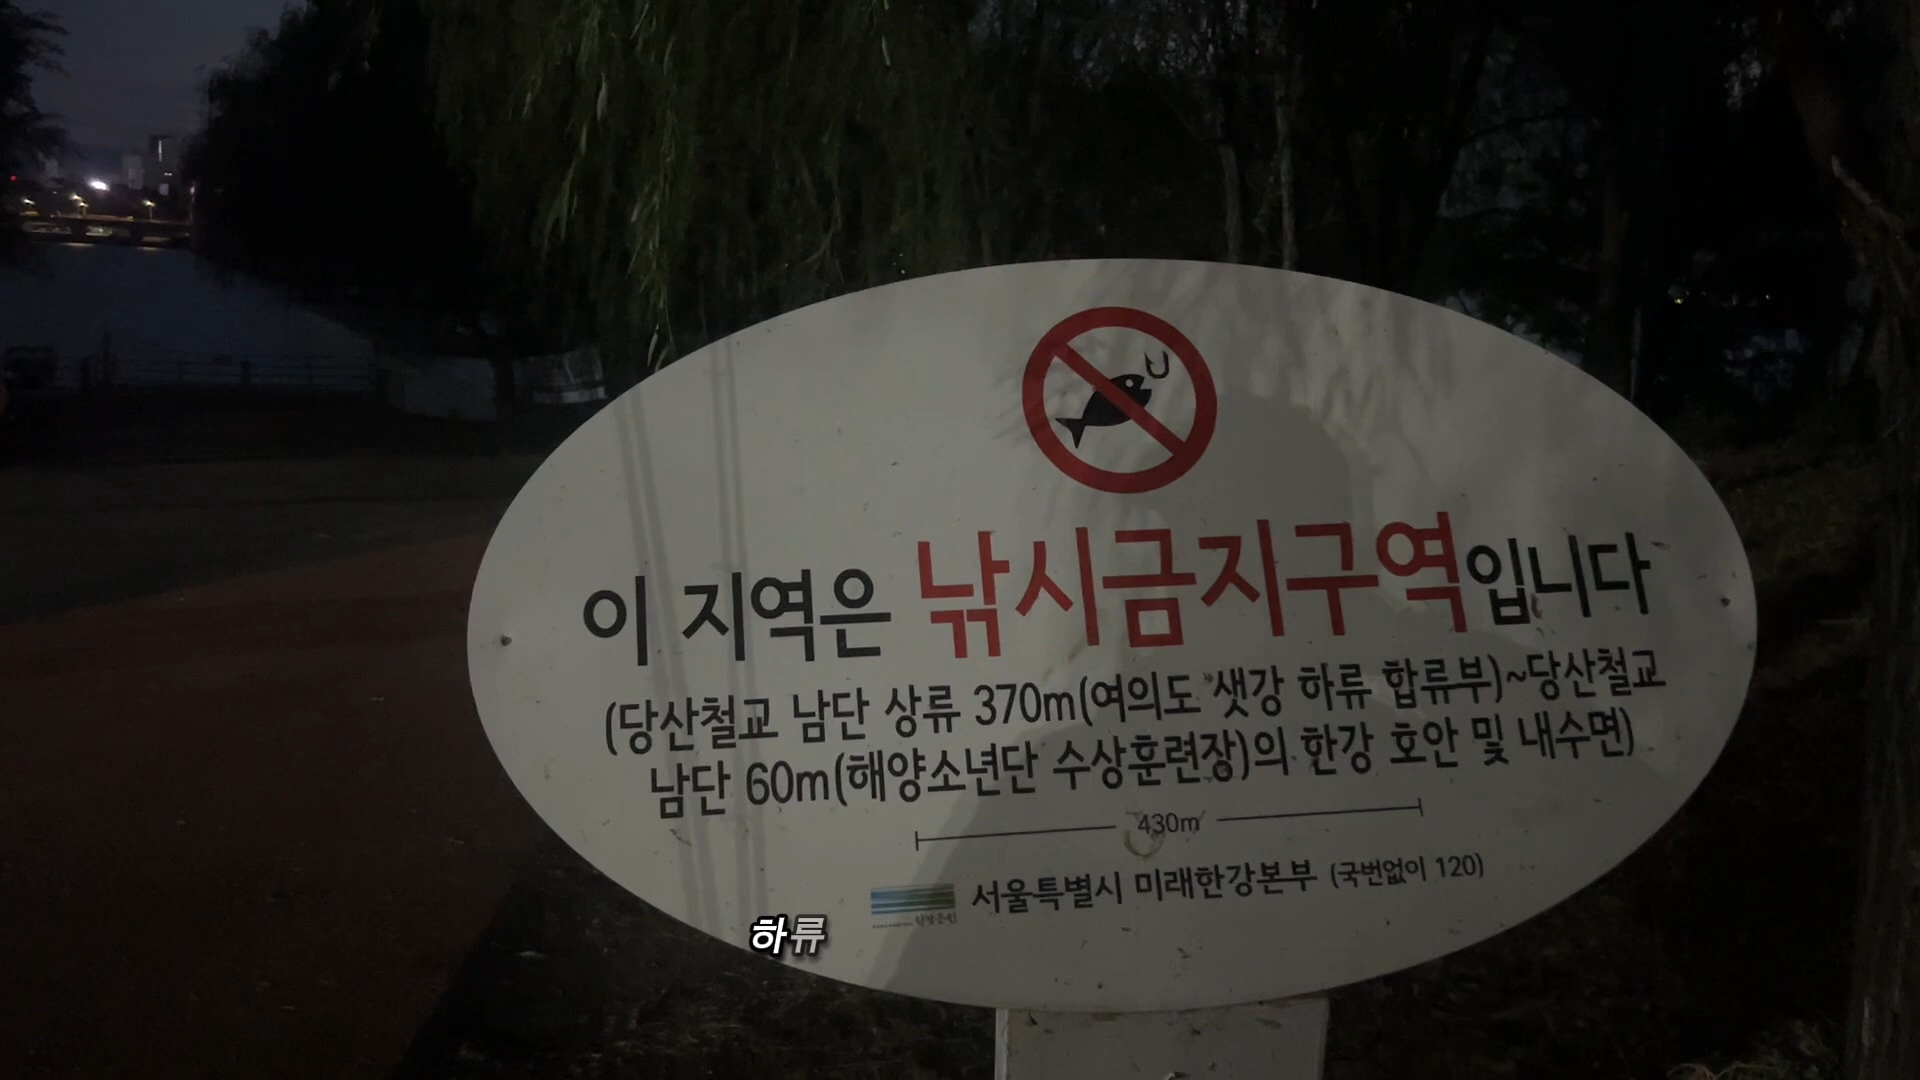 이 지역은 낚시금지구역입니다
(당산철교 남단 상류 370m(여의도 샛강 하류 합류부)~당산철교
남단 60m(해양소년단 수상훈련장)의 한강 호안 및 내수면)
430m
서울특별시 미래한강본부 (국번없이 120)
하류